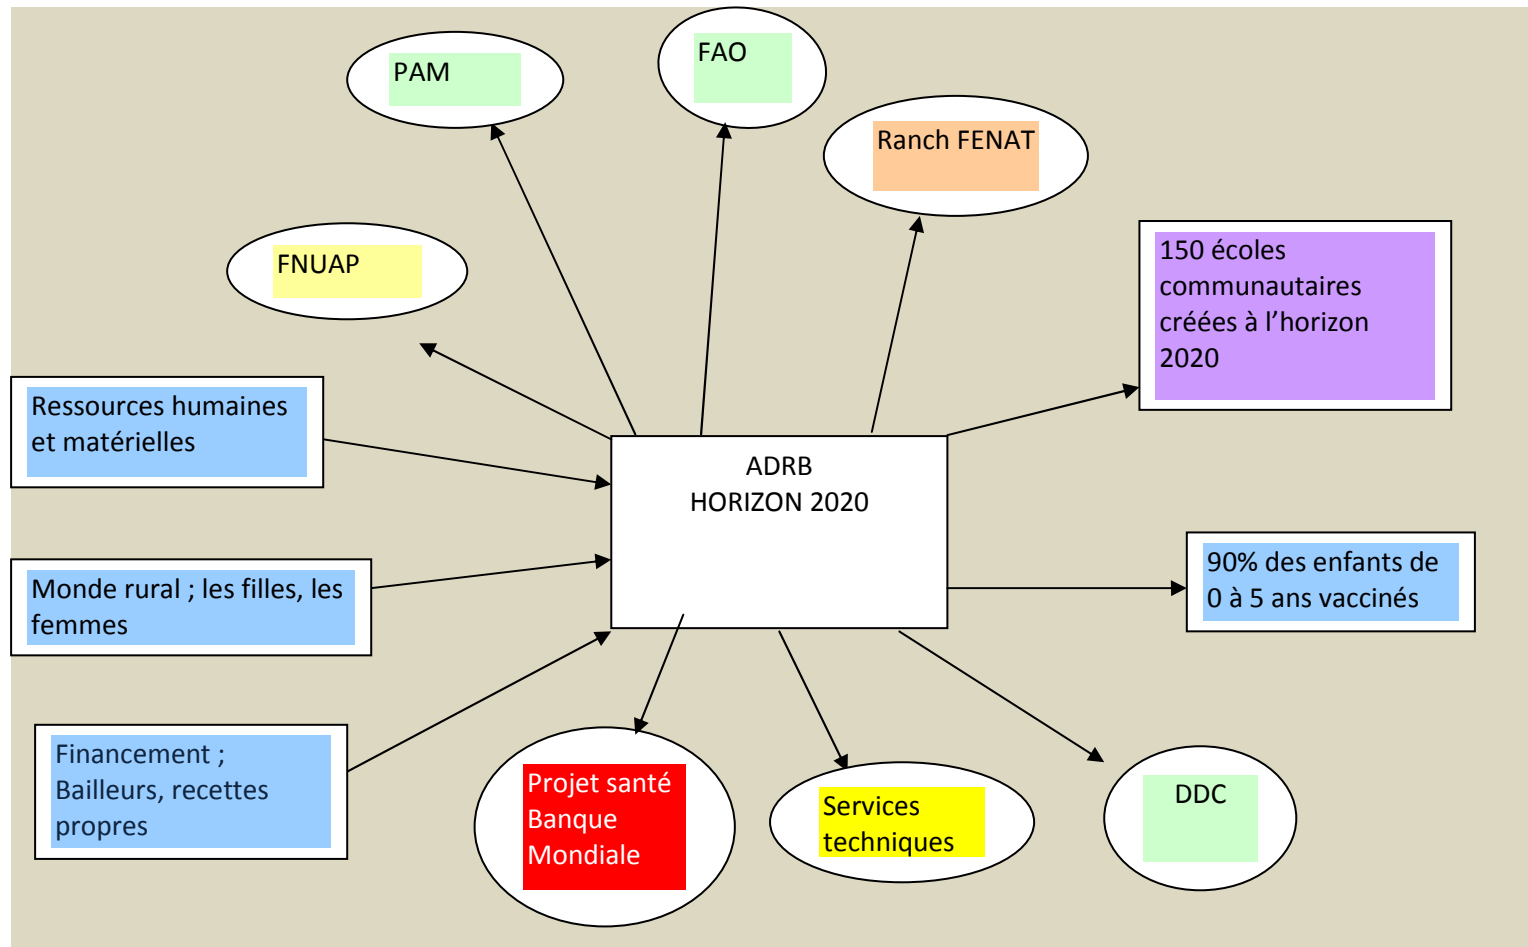 PAM
FAO
Ranch FENAT
FNUAP
150 écoles
communautaires
créées à l’horizon
2020
Ressources humaines
et matérielles
ADRB
HORIZON 2020
Monde rural ; les filles, les
femmes
90% des enfants de
0 à 5 ans vaccinés
Financement ;
Bailleurs, recettes
propres
Projet santé
Banque
Mondiale
Services
techniques
DDC